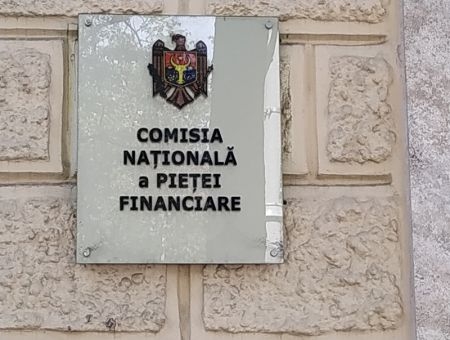 COMISIA
NAȚIONALĂ
a PIEȚEI
FINANCIARE